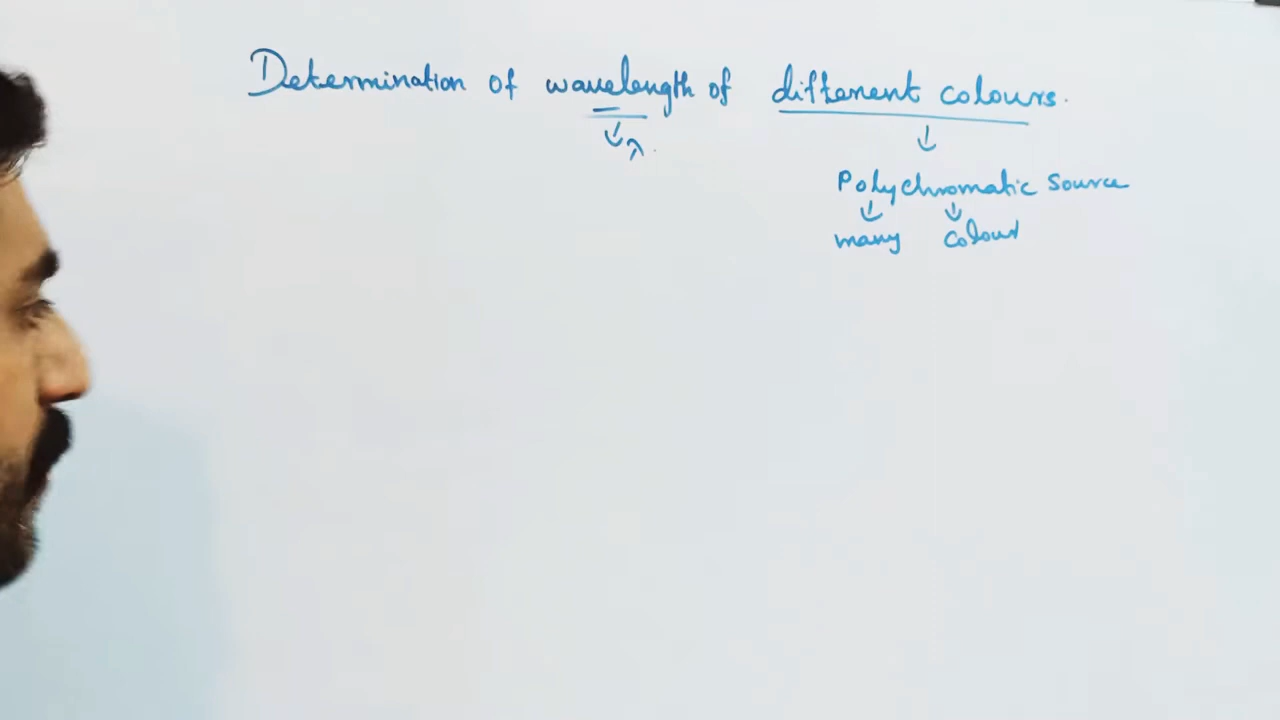 Determination of wavelength of different colours.
↓ ↓
λ
Polychromatic Source
↓ ↓
many colour